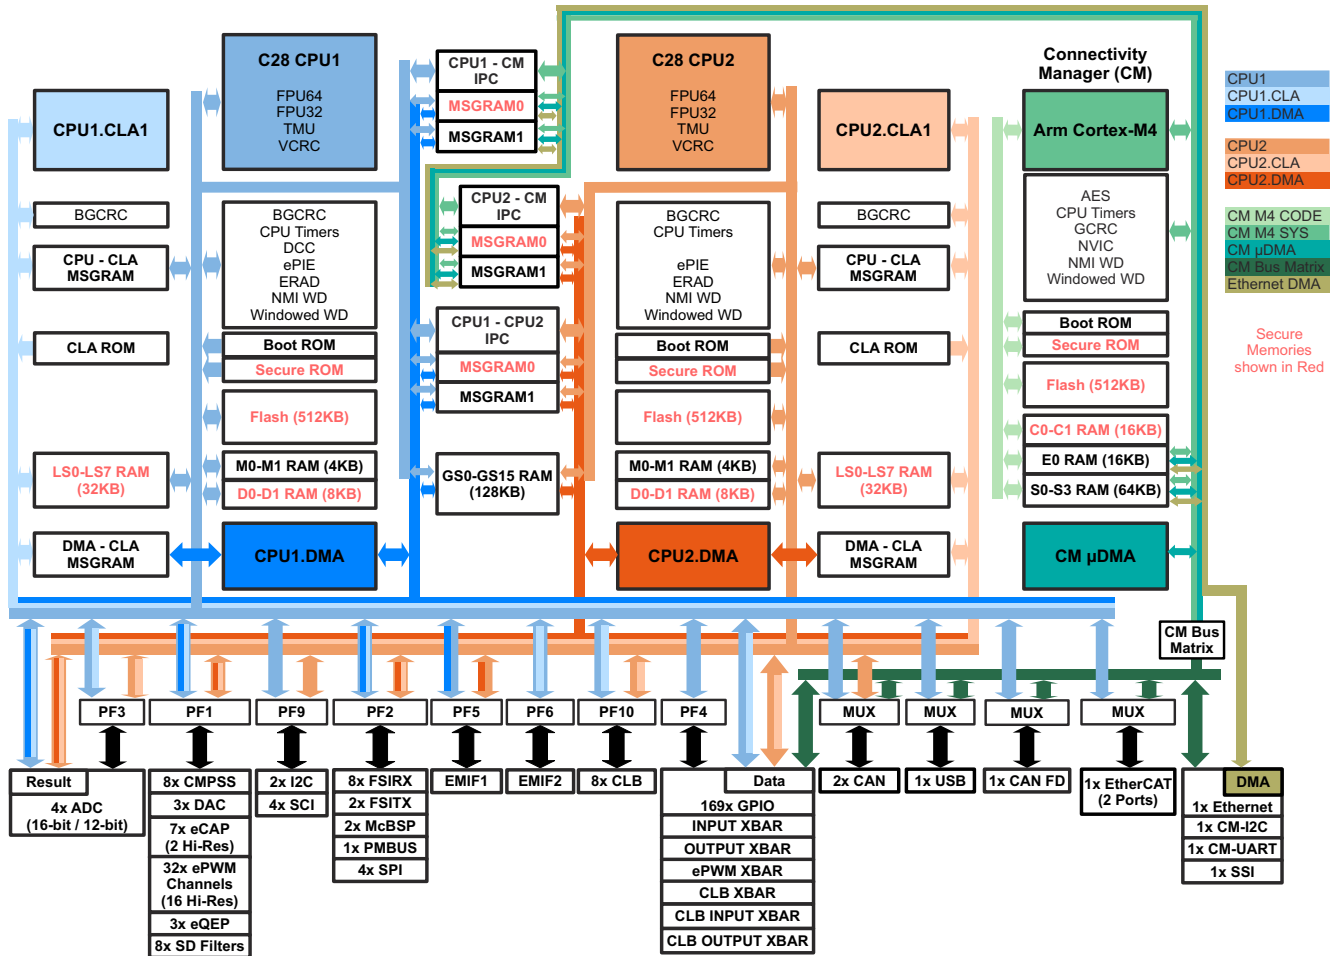 CPU1.CLA1
BGCRC
CPU - CLA
MSGRAM
CLA ROM
LS0-LS7 RAM
(32KB)
DMA - CLA
MSGRAM
C28 CPU1
FPU64
FPU32
TMU
VCRC
BGCRC
CPU Timers
DCC
ePIE
ERAD
NMI WD
Windowed WD
Boot ROM
Secure ROM
Flash (512KB)
M0-M1 RAM (4KB)
D0-D1 RAM (8KB)
CPU1.DMA
CPU1 - CM
IPC
MSGRAM0
MSGRAM1
CPU2 - CM
IPC
MSGRAM0
MSGRAM1
CPU1 - CPU2
IPC
MSGRAM0
MSGRAM1
GS0-GS15 RAM
(128KB)
C28 CPU2
FPU64
FPU32
TMU
VCRC
BGCRC
CPU Timers
ePIE
ERAD
NMI WD
Windowed WD
Boot ROM
Secure ROM
Flash (512KB)
M0-M1 RAM (4KB)
D0-D1 RAM (8KB)
CPU2.DMA
CPU2.CLA1
BGCRC
CPU - CLA
MSGRAM
CLA ROM
LS0-LS7 RAM
(32KB)
DMA - CLA
MSGRAM
Connectivity
Manager (CM)
Arm Cortex-M4
AES
CPU Timers
GCRC
NVIC
NMI WD
Windowed WD
Boot ROM
Secure ROM
Flash (512KB)
C0-C1 RAM (16KB)
E0 RAM (16KB)
S0-S3 RAM (64KB)
CM µDMA
CPU1
CPU1.CLA
CPU1.DMA
CPU2
CPU2.CLA
CPU2.DMA
CM M4 CODE
CM M4 SYS
CM µDMA
CM Bus Matrix
Ethernet DMA
Secure
Memories
shown in Red
CM Bus
Matrix
PF3
PF1
PF9
PF2
PF5
PF6
PF10
PF4
MUX
MUX
MUX
MUX
Result
4x ADC
(16-bit / 12-bit)
8x CMPSS
3x DAC
7x eCAP
(2 Hi-Res)
32x ePWM
Channels
(16 Hi-Res)
3x eQEP
8x SD Filters
2x I2C
4x SCI
8x FSIRX
2x FSITX
2x McBSP
1x PMBUS
4x SPI
EMIF1
EMIF2
8x CLB
Data
169x GPIO
INPUT XBAR
OUTPUT XBAR
ePWM XBAR
CLB XBAR
CLB INPUT XBAR
CLB OUTPUT XBAR
2x CAN
1x USB
1x CAN FD
1x EtherCAT
(2 Ports)
DMA
1x Ethernet
1x CM-I2C
1x CM-UART
1x SSI